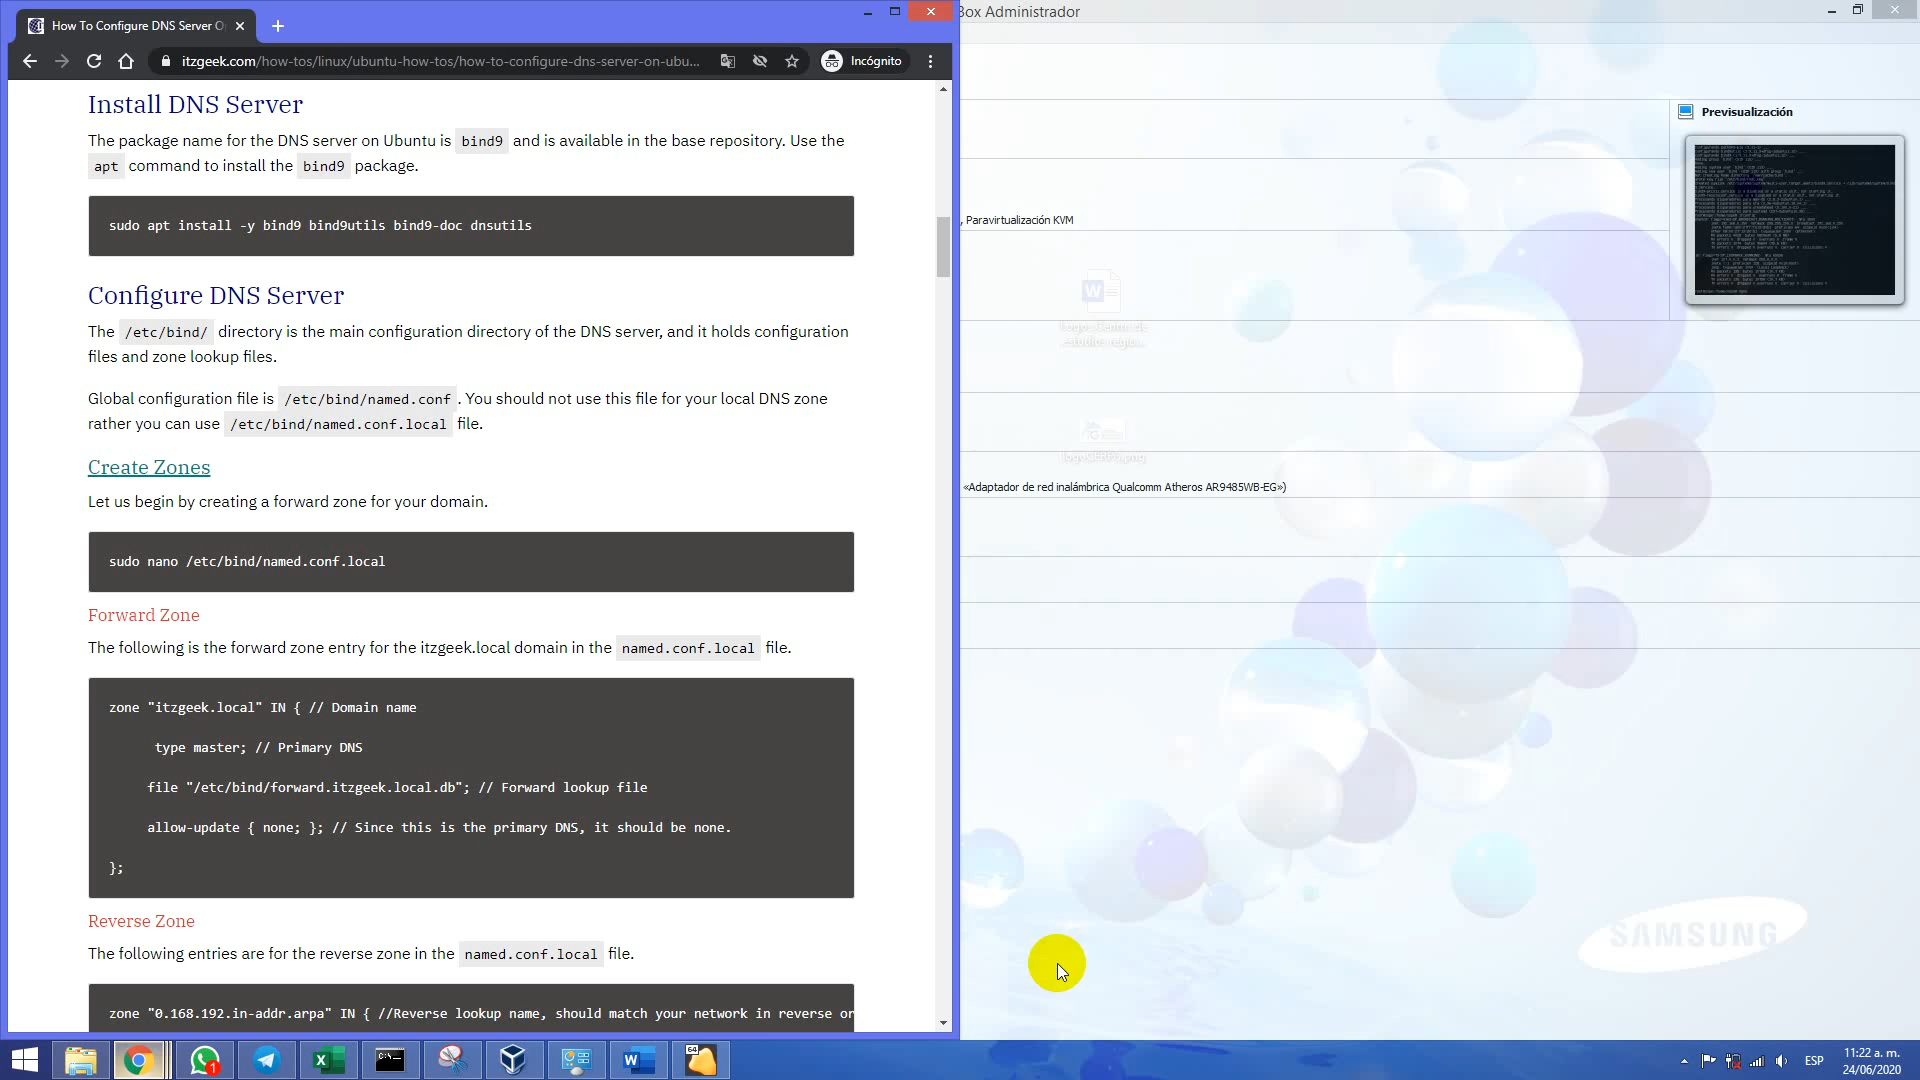 How To Configure DNS Server O
Box Administrador
itzgeek.com/how-tos/linux/ubuntu-how-tos/how-to-configure-dns-server-on-ubu...
Incógnito
Install DNS Server
The package name for the DNS server on Ubuntu is bind9 and is available in the base repository. Use the
apt command to install the bind9 package.
sudo apt install -y bind9 bind9utils bind9-doc dnsutils
Configure DNS Server
The /etc/bind/ directory is the main configuration directory of the DNS server, and it holds configuration
files and zone lookup files.
Global configuration file is /etc/bind/named.conf . You should not use this file for your local DNS zone
rather you can use /etc/bind/named.conf.local file.
Create Zones
Let us begin by creating a forward zone for your domain.
sudo nano /etc/bind/named.conf.local
Forward Zone
The following is the forward zone entry for the itzgeek.local domain in the named.conf.local file.
zone "itzgeek.local" IN { // Domain name
type master; // Primary DNS
file "/etc/bind/forward.itzgeek.local.db"; // Forward lookup file
allow-update { none; }; // Since this is the primary DNS, it should be none.
};
Reverse Zone
The following entries are for the reverse zone in the named.conf.local file.
zone "0.168.192.in-addr.arpa" IN { //Reverse lookup name, should match your network in reverse or
Previsualización
, Paravirtualización KVM
«Adaptador de red inalámbrica Qualcomm Atheros AR9485WB-EG»)
SAMSUNG
1
64
ESP
11:22 a. m.
24/06/2020